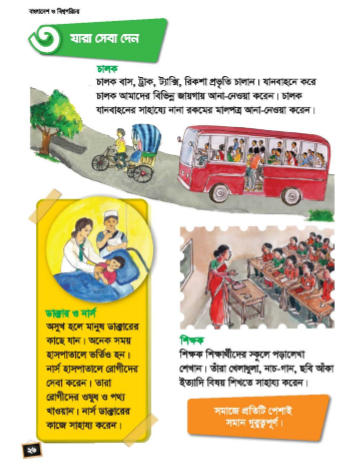 বাংলাদেশ ও বিশ্বপরিচয়
৩ যারা সেবা দেন
চালক
চালক বাস, ট্রাক, ট্যাক্সি, রিকশা প্রভৃতি চালান। যানবাহনে করে
চালক আমাদের বিভিন্ন জায়গায় আনা-নেওয়া করেন। চালক
যানবাহনের সাহায্যে নানা রকমের মালপত্র আনা-নেওয়া করেন।
ডাক্তার ও নার্স
অসুখ হলে মানুষ ডাক্তারের
কাছে যান। অনেক সময়
হাসপাতালে ভর্তিও হন।
নার্স হাসপাতালে রোগীদের
সেবা করেন। তারা
রোগীদের ওষুধ ও পথ্য
খাওয়ান। নার্স ডাক্তারের
কাজে সাহায্য করেন।
শিক্ষক
শিক্ষক শিক্ষার্থীদের স্কুলে পড়ালেখা
শেখান। তাঁরা খেলাধুলা, নাচ-গান, ছবি আঁকা
ইত্যাদি বিষয় শিখতে সাহায্য করেন।
সমাজে প্রতিটি পেশাই
সমান গুরুত্বপূর্ণ।
২৬